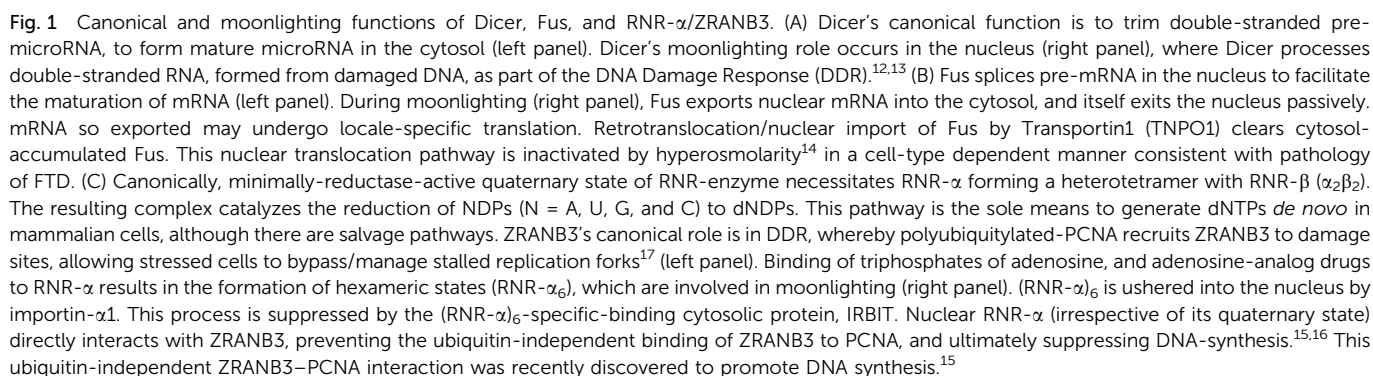 Fig. 1 Canonical and moonlighting functions of Dicer, Fus, and RNR-α/ZRANB3. (A) Dicer's canonical function is to trim double-stranded pre-
microRNA, to form mature microRNA in the cytosol (left panel). Dicer's moonlighting role occurs in the nucleus (right panel), where Dicer processes
double-stranded RNA, formed from damaged DNA, as part of the DNA Damage Response (DDR).12,13 (B) Fus splices pre-mRNA in the nucleus to facilitate
the maturation of mRNA (left panel). During moonlighting (right panel), Fus exports nuclear mRNA into the cytosol, and itself exits the nucleus passively.
mRNA so exported may undergo locale-specific translation. Retrotranslocation/nuclear import of Fus by Transportin1 (TNPO1) clears cytosol-
accumulated Fus. This nuclear translocation pathway is inactivated by hyperosmolarity14 in a cell-type dependent manner consistent with pathology
of FTD. (C) Canonically, minimally-reductase-active quaternary state of RNR-enzyme necessitates RNR-α forming a heterotetramer with RNR-β (α2β2).
The resulting complex catalyzes the reduction of NDPs (N = A, U, G, and C) to dNDPs. This pathway is the sole means to generate dNTPs de novo in
mammalian cells, although there are salvage pathways. ZRANB3's canonical role is in DDR, whereby polyubiquitylated-PCNA recruits ZRANB3 to damage
sites, allowing stressed cells to bypass/manage stalled replication forks17 (left panel). Binding of triphosphates of adenosine, and adenosine-analog drugs
to RNR-α results in the formation of hexameric states (RNR-α6), which are involved in moonlighting (right panel). (RNR-α)6 is ushered into the nucleus by
importin-α1. This process is suppressed by the (RNR-α)6-specific-binding cytosolic protein, IRBIT. Nuclear RNR-α (irrespective of its quaternary state)
directly interacts with ZRANB3, preventing the ubiquitin-independent binding of ZRANB3 to PCNA, and ultimately suppressing DNA-synthesis.15,16 This
ubiquitin-independent ZRANB3–PCNA interaction was recently discovered to promote DNA synthesis.15